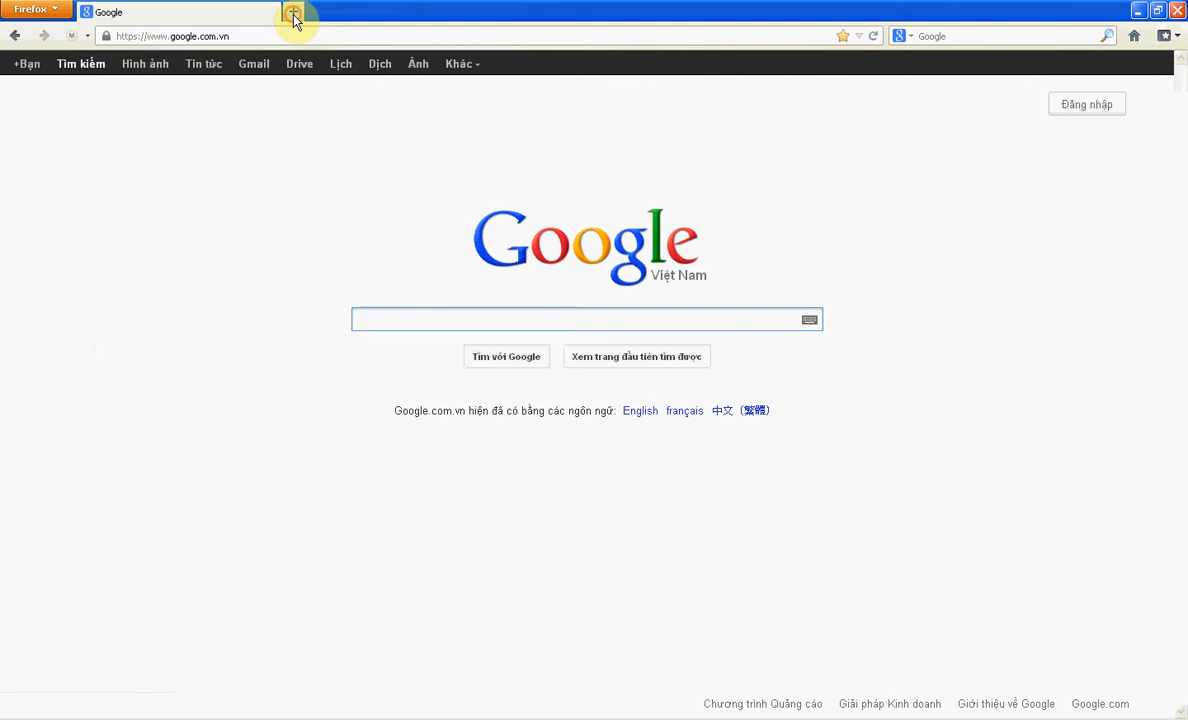 Firefox
Google
https://www.google.com.vn
Google
+Bạn Tìm kiếm Hình ảnh Tin tức Gmail Drive Lịch Dịch Ảnh Khác
Đăng nhập
Google
Việt Nam
Tìm với Google Xem trang đầu tiên tìm được
Google.com.vn hiện đã có bằng các ngôn ngữ: English français 中文 (繁體)
Chương trình Quảng cáo Giải pháp Kinh doanh Giới thiệu về Google Google.com